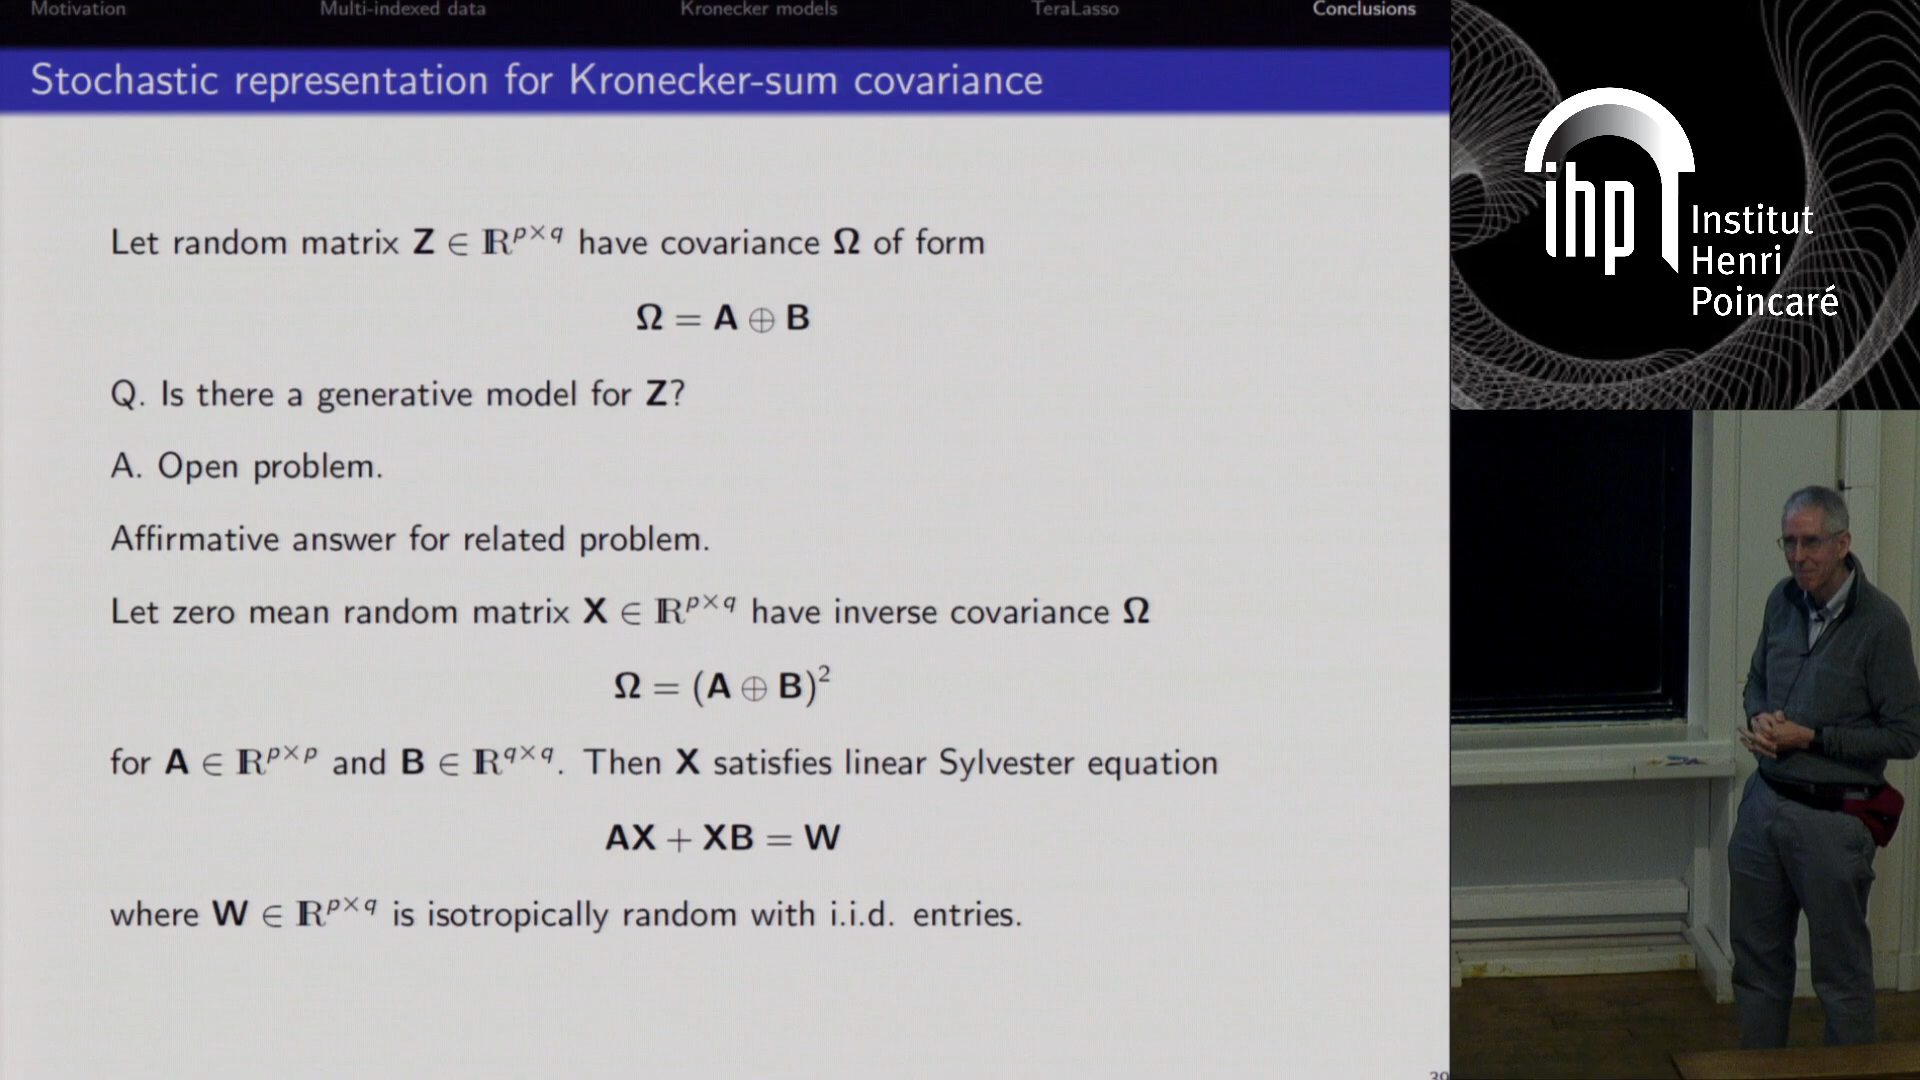 Motivation Multi-indexed data Kronecker models TeraLasso Conclusions
Stochastic representation for Kronecker-sum covariance
Let random matrix Z ∈ ℝ^{p×q} have covariance Ω of form
Ω = A ⊕ B
Q. Is there a generative model for Z?
A. Open problem.
Affirmative answer for related problem.
Let zero mean random matrix X ∈ ℝ^{p×q} have inverse covariance Ω
Ω = (A ⊕ B)²
for A ∈ ℝ^{p×p} and B ∈ ℝ^{q×q}. Then X satisfies linear Sylvester equation
AX + XB = W
where W ∈ ℝ^{p×q} is isotropically random with i.i.d. entries.
ihp
Institut
Henri
Poincaré